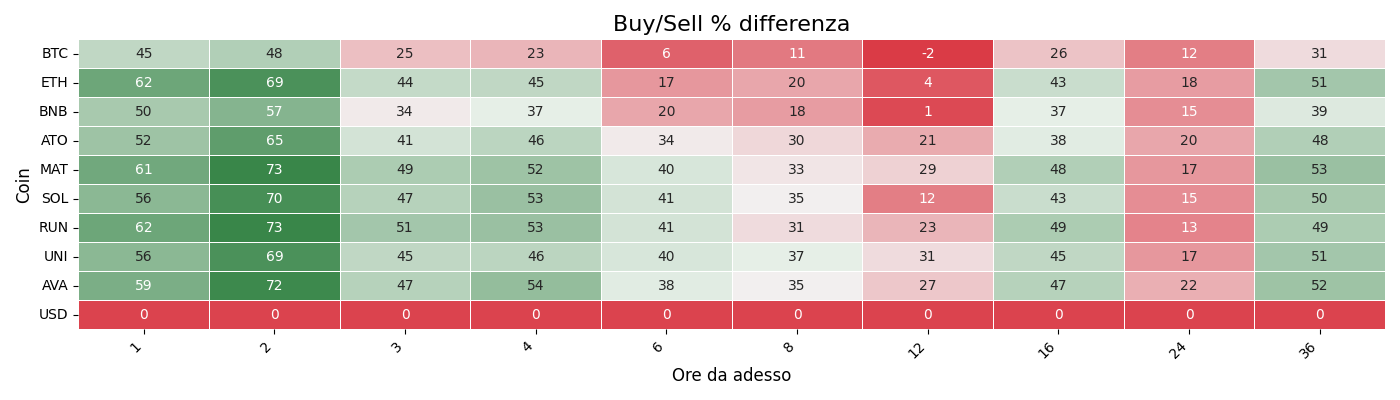 Buy/Sell % differenza
Coin
BTC 45 48 25 23 6 11 -2 26 12 31
ETH 62 69 44 45 17 20 4 43 18 51
BNB 50 57 34 37 20 18 1 37 15 39
ATO 52 65 41 46 34 30 21 38 20 48
MAT 61 73 49 52 40 33 29 48 17 53
SOL 56 70 47 53 41 35 12 43 15 50
RUN 62 73 51 53 41 31 23 49 13 49
UNI 56 69 45 46 40 37 31 45 17 51
AVA 59 72 47 54 38 35 27 47 22 52
USD 0 0 0 0 0 0 0 0 0 0
1 2 3 4 6 8 12 16 24 36
Ore da adesso